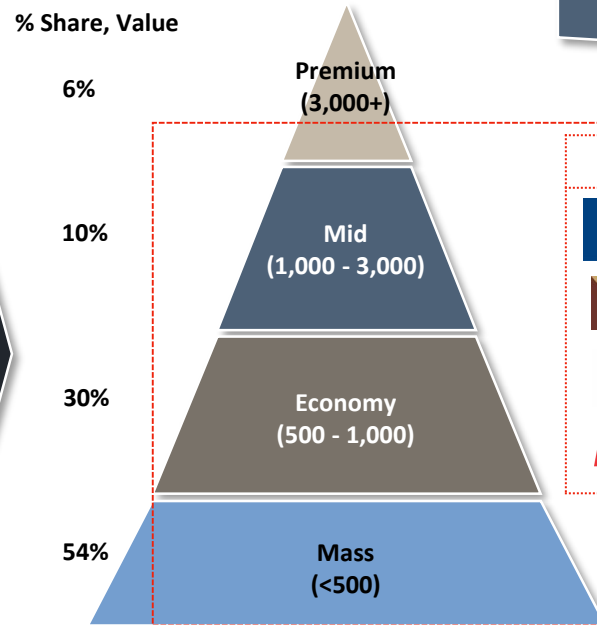 % Share, Value
6%
Premium
(3,000+)
10%
Mid
(1,000 - 3,000)
30%
Economy
(500 - 1,000)
54%
Mass
(<500)